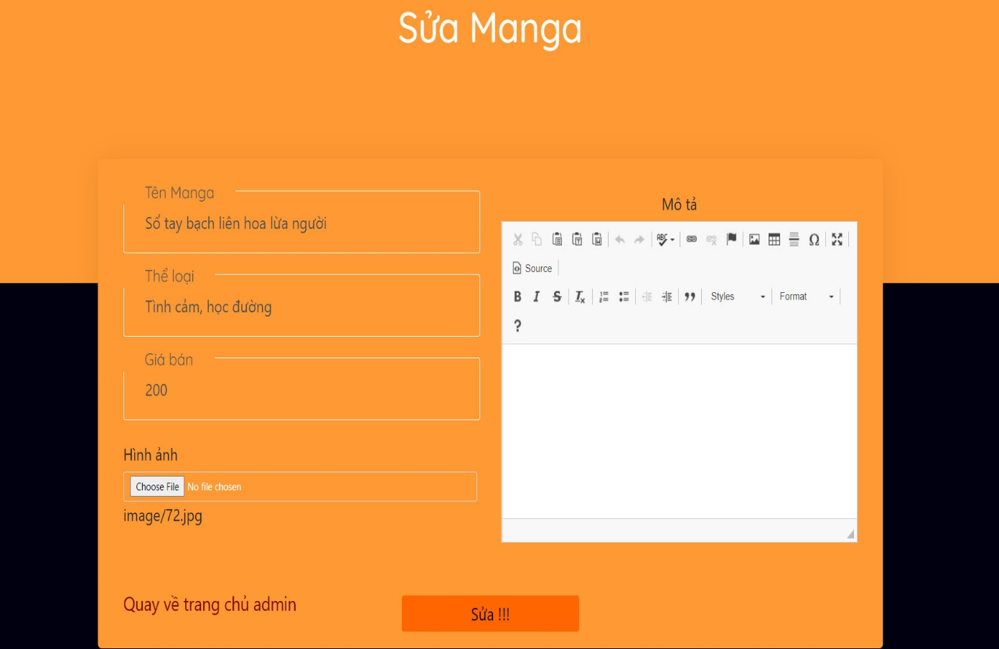 Sửa Manga
Tên Manga
Sổ tay bạch liên hoa lừa người
Thể loại
Tình cảm, học đường
Giá bán
200
Hình ảnh
Choose File No file chosen
image/72.jpg
Mô tả
ABC
Source
B I S Tx Styles Format
?
Quay về trang chủ admin
Sửa !!!